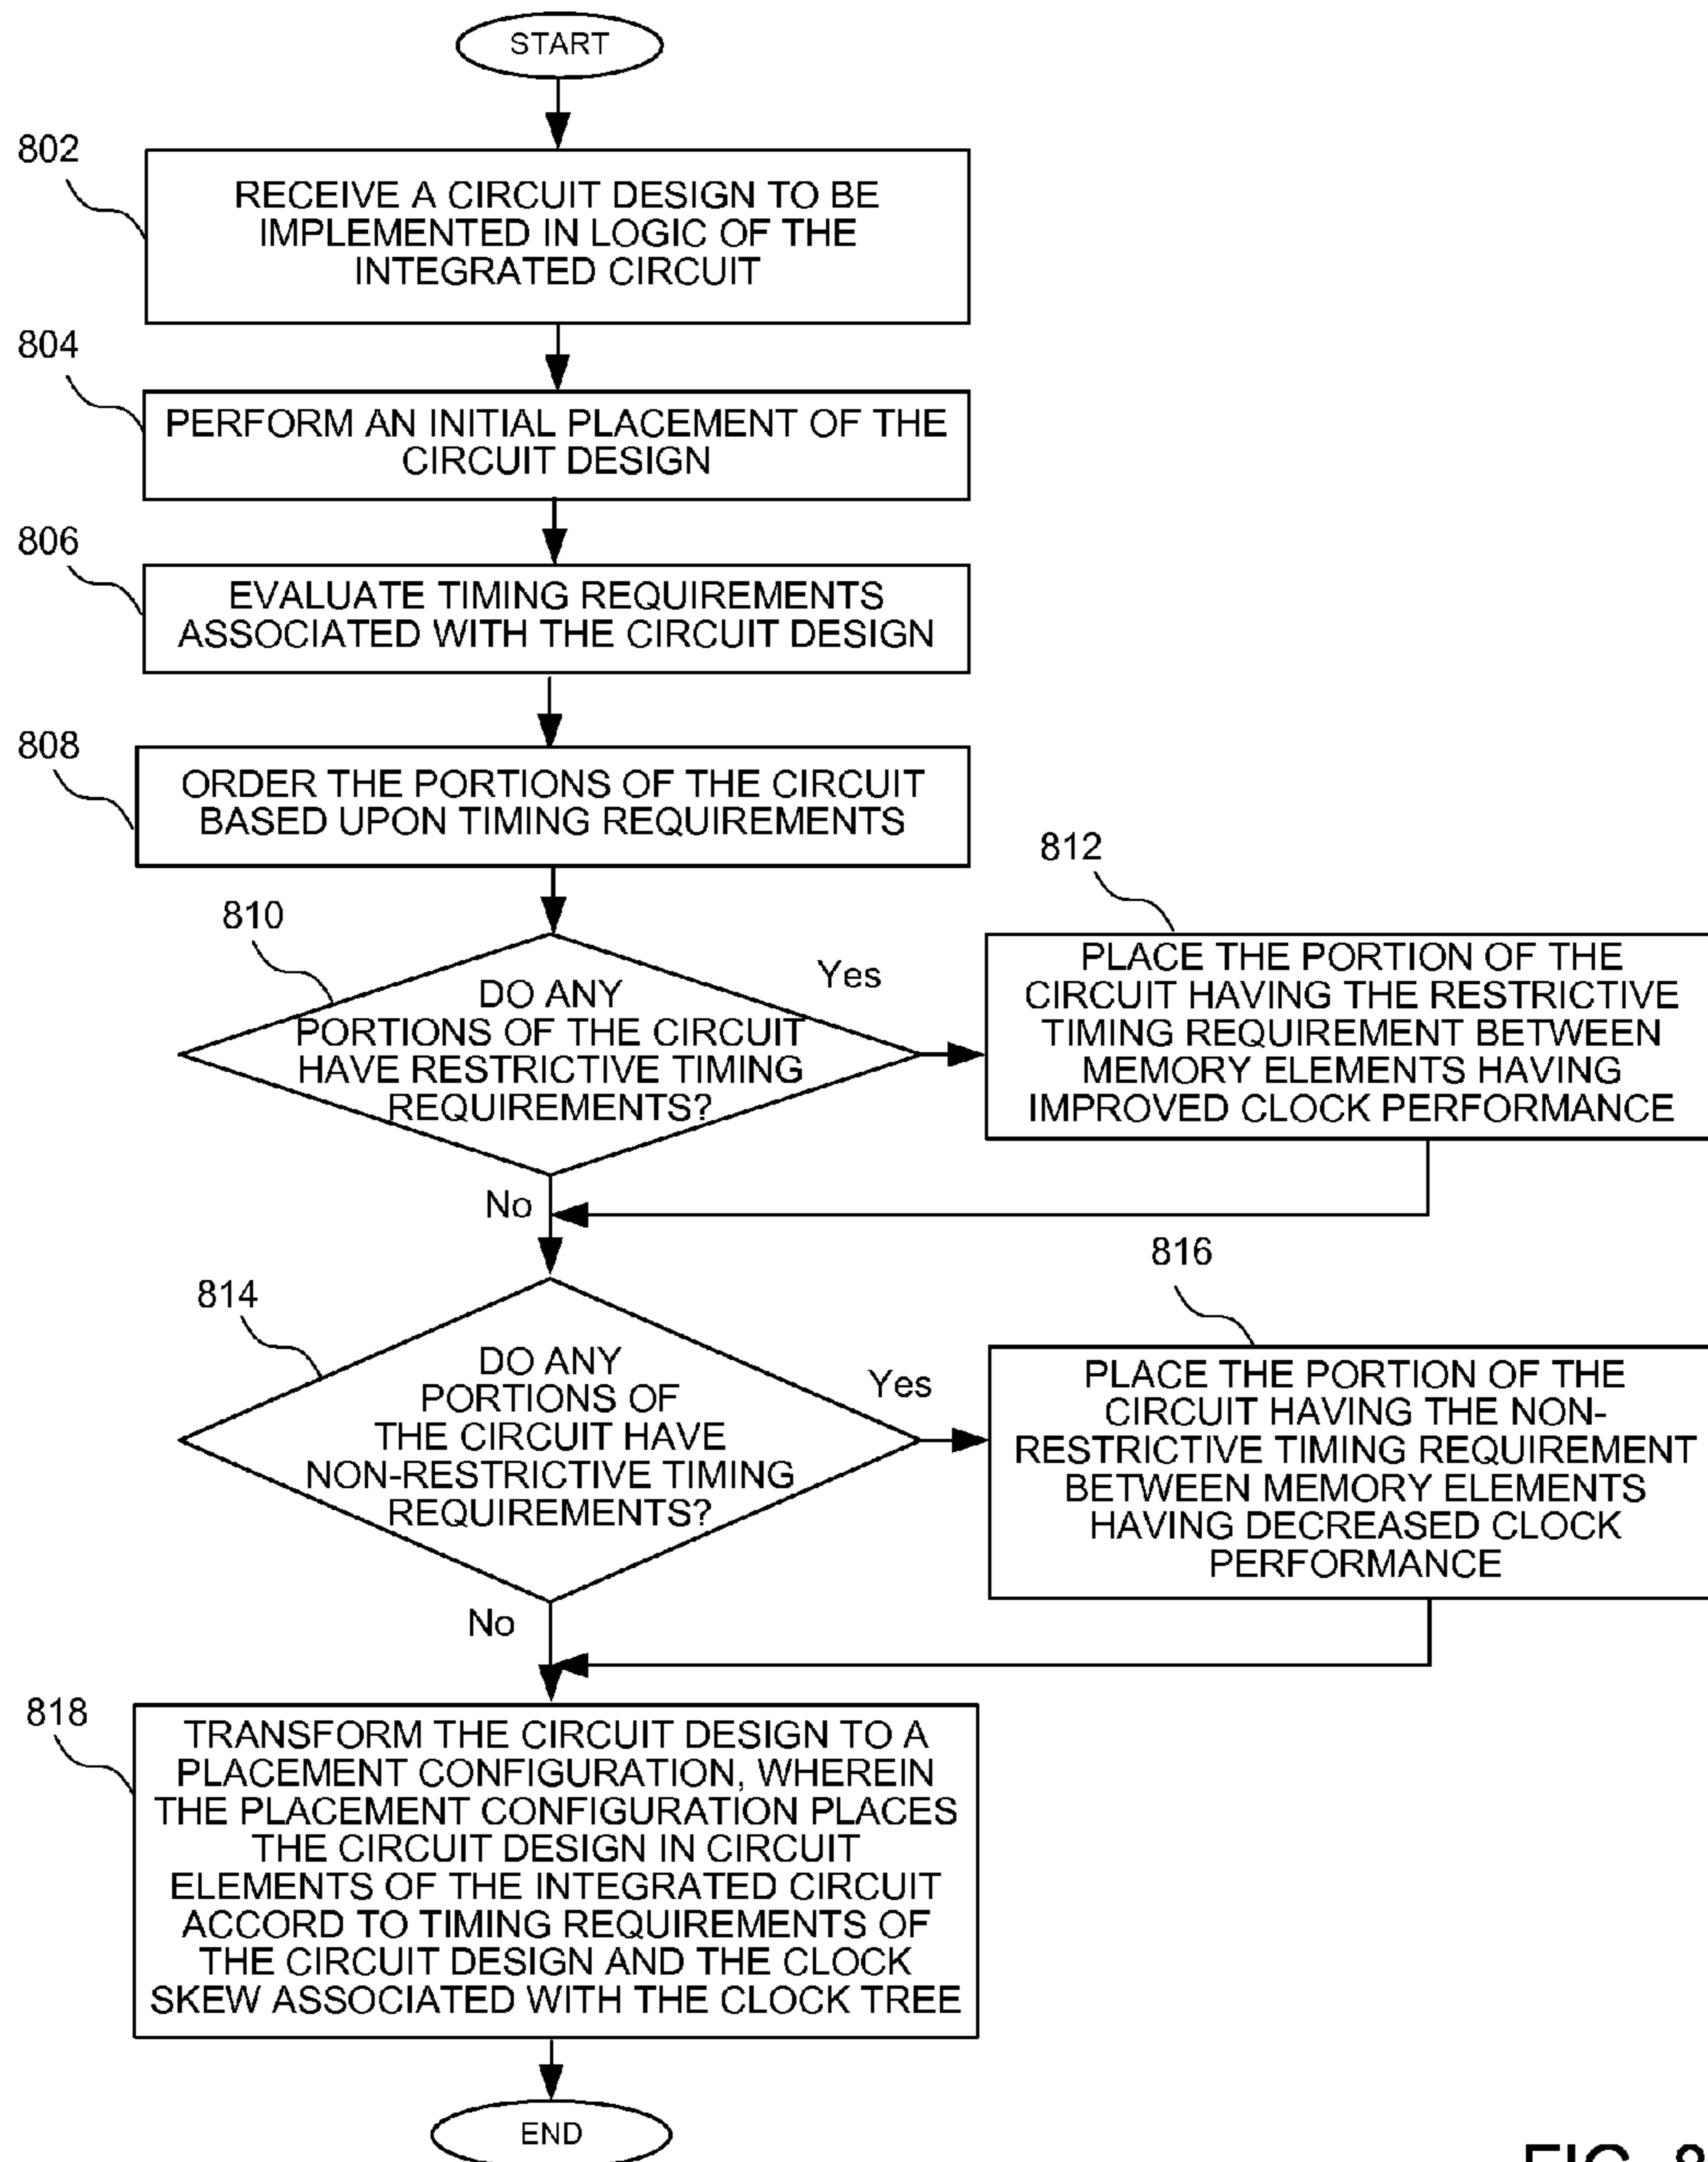 START
802
RECEIVE A CIRCUIT DESIGN TO BE
IMPLEMENTED IN LOGIC OF THE
INTEGRATED CIRCUIT
804
PERFORM AN INITIAL PLACEMENT OF THE
CIRCUIT DESIGN
806
EVALUATE TIMING REQUIREMENTS
ASSOCIATED WITH THE CIRCUIT DESIGN
808
ORDER THE PORTIONS OF THE CIRCUIT
BASED UPON TIMING REQUIREMENTS
810
DO ANY
PORTIONS OF THE CIRCUIT
HAVE RESTRICTIVE TIMING
REQUIREMENTS?
Yes
812
PLACE THE PORTION OF THE
CIRCUIT HAVING THE RESTRICTIVE
TIMING REQUIREMENT BETWEEN
MEMORY ELEMENTS HAVING
IMPROVED CLOCK PERFORMANCE
No
814
DO ANY
PORTIONS OF
THE CIRCUIT HAVE
NON-RESTRICTIVE TIMING
REQUIREMENTS?
Yes
816
PLACE THE PORTION OF THE
CIRCUIT HAVING THE NON-
RESTRICTIVE TIMING REQUIREMENT
BETWEEN MEMORY ELEMENTS
HAVING DECREASED CLOCK
PERFORMANCE
No
818
TRANSFORM THE CIRCUIT DESIGN TO A
PLACEMENT CONFIGURATION, WHEREIN
THE PLACEMENT CONFIGURATION PLACES
THE CIRCUIT DESIGN IN CIRCUIT
ELEMENTS OF THE INTEGRATED CIRCUIT
ACCORD TO TIMING REQUIREMENTS OF
THE CIRCUIT DESIGN AND THE CLOCK
SKEW ASSOCIATED WITH THE CLOCK TREE
END
FIG. 8